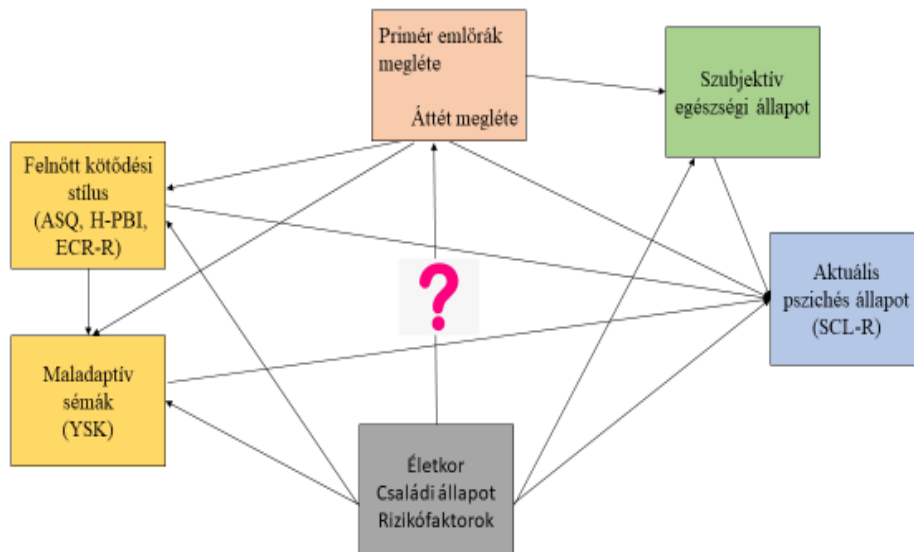 Primér emlőrák
megléte
Áttét megléte
Szubjektív
egészségi állapot
Felnőtt kötődési
stílus
(ASQ, H-PBI,
ECR-R)
?
Aktuális
pszichés állapot
(SCL-R)
Maladaptív
sémák
(YSK)
Életkor
Családi állapot
Rizikófaktorok